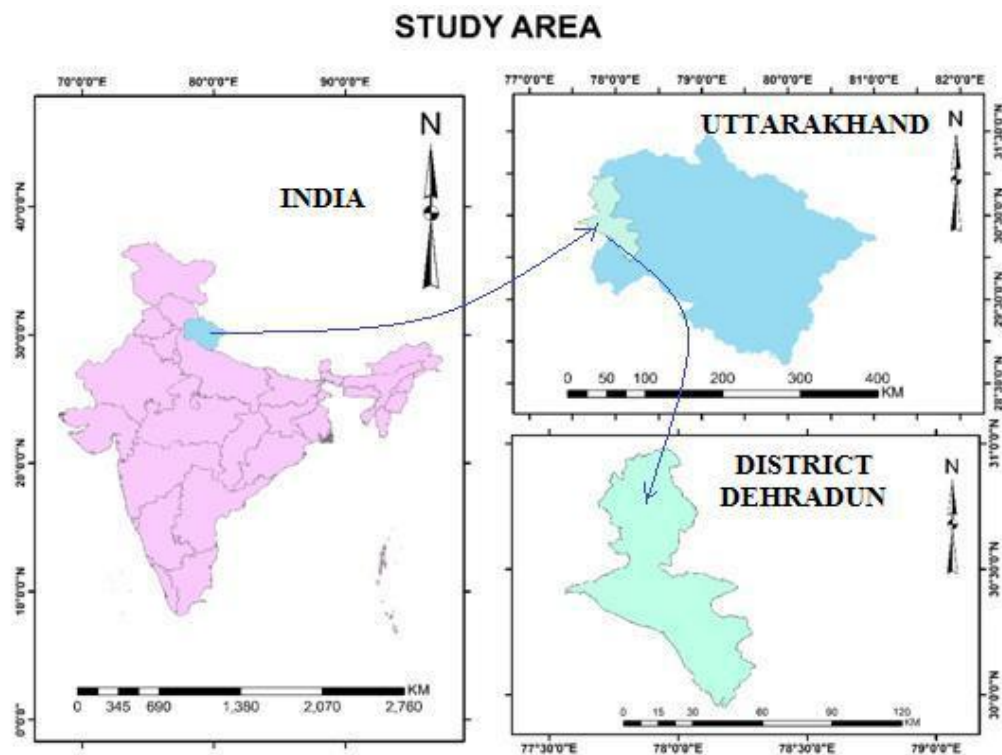 STUDY AREA
70°0'0"E 80°0'0"E 90°0'0"E
N
INDIA
40°0'0"N
30°0'0"N
20°0'0"N
10°0'0"N
0°0'0"
0 345 690 1,380 2,070 2,760 KM
77°0'0"E 78°0'0"E 79°0'0"E 80°0'0"E 81°0'0"E 82°0'0"E
UTTARAKHAND
N
0 50 100 200 300 400 KM
DISTRICT
DEHRADUN
N
31°0'0"N
30°30'0"N
30°0'0"N
0 15 30 60 90 120 KM
77°30'0"E 78°0'0"E 78°30'0"E 79°0'0"E